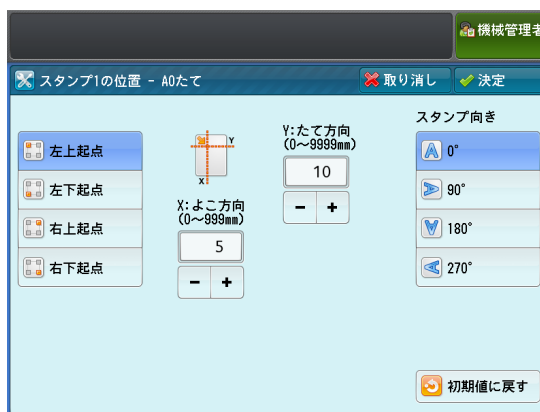 機械管理者
スタンプ1の位置 - A0たて
取り消し
決定
スタンプ向き
左上起点
左下起点
右上起点
右下起点
Y
X
Y:たて方向
(0〜9999mm)
10
- +
X:よこ方向
(0〜999mm)
5
- +
A 0°
A 90°
A 180°
A 270°
初期値に戻す